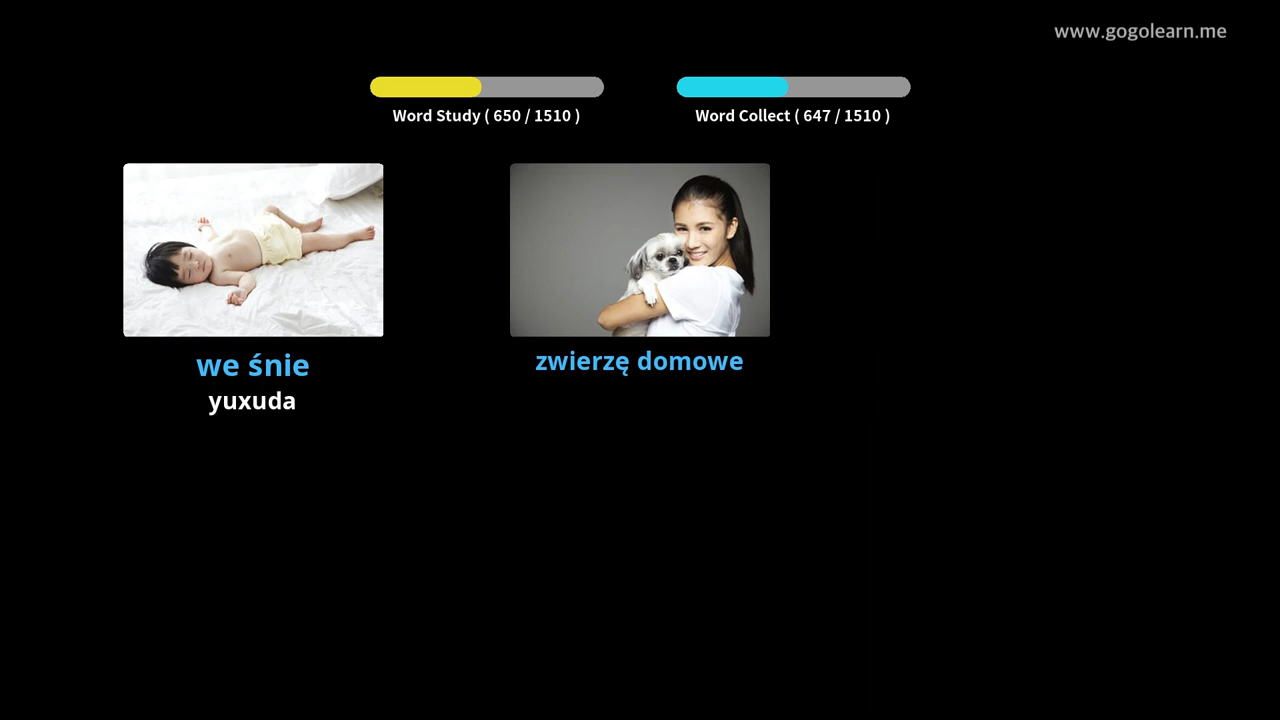 www.gogolearn.me
Word Study ( 650 / 1510 )
Word Collect ( 647 / 1510 )
we śnie
yuxuda
zwierzę domowe